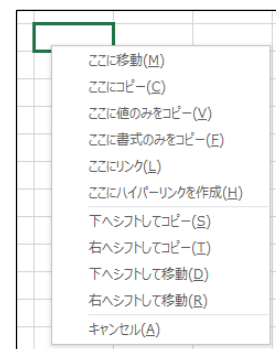 ここに移動(M)
ここにコピー(C)
ここに値のみをコピー(V)
ここに書式のみをコピー(F)
ここにリンク(L)
ここにハイパーリンクを作成(H)
下へシフトしてコピー(S)
右へシフトしてコピー(T)
下へシフトして移動(D)
右へシフトして移動(R)
キャンセル(A)